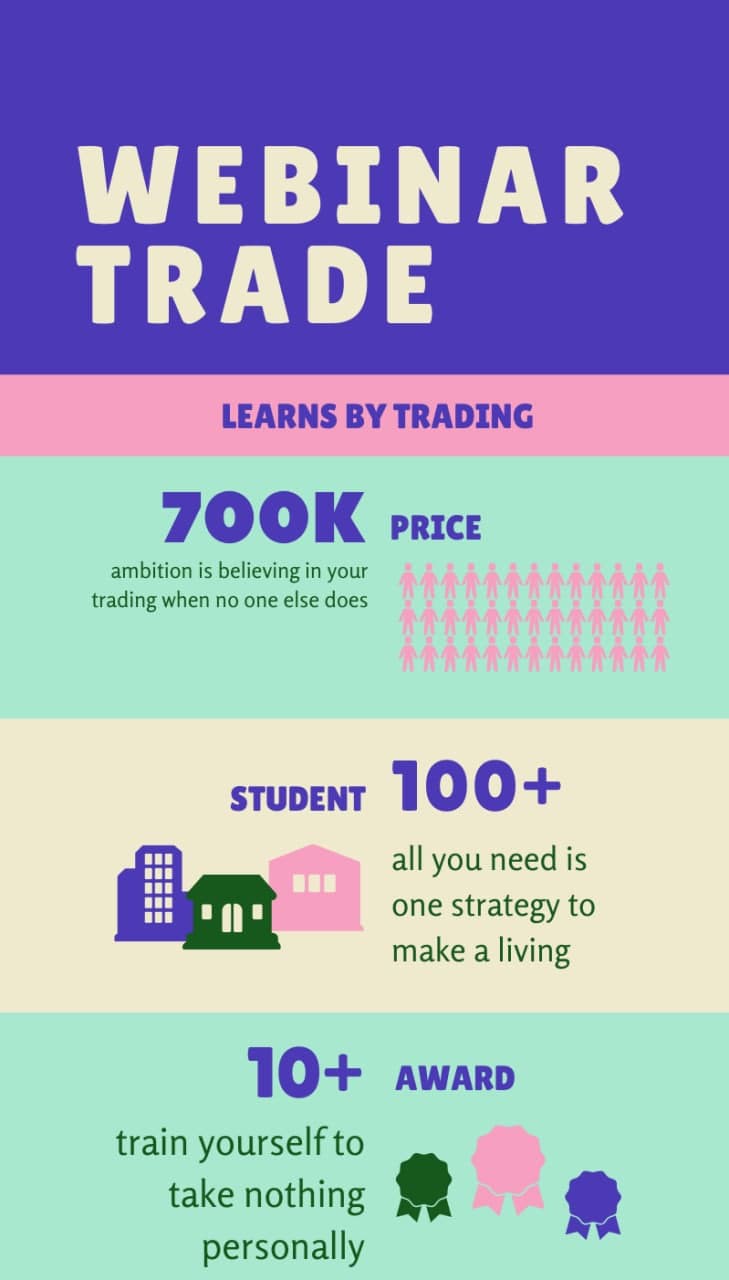 WEBINAR
TRADE
LEARNS BY TRADING
700K PRICE
ambition is believing in your
trading when no one else does
STUDENT 100+
all you need is
one strategy to
make a living
10+ AWARD
train yourself to
take nothing
personally